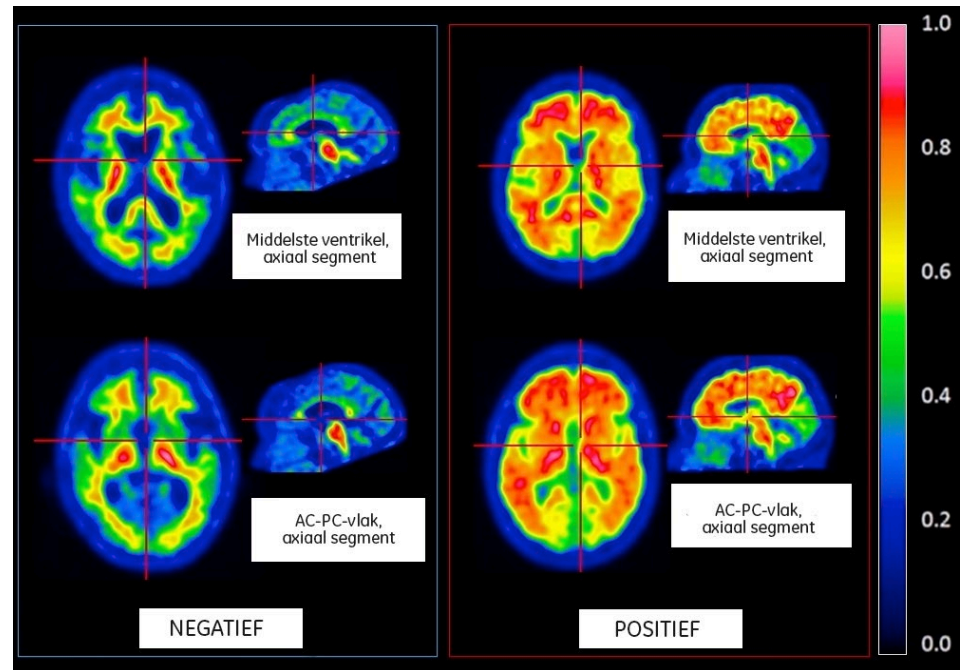 Middelste ventrikel,
axiaal segment
Middelste ventrikel,
axiaal segment
AC-PC-vlak,
axiaal segment
AC-PC-vlak,
axiaal segment
NEGATIEF
POSITIEF
1.0
0.8
0.6
0.4
0.2
0.0